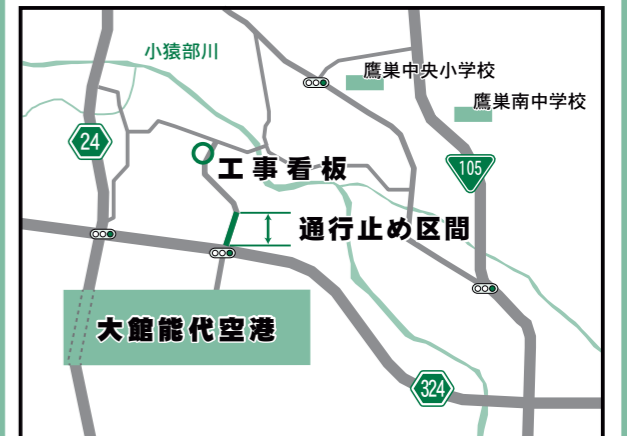 小猿部川
鷹巣中央小学校
鷹巣南中学校
24
工事看板
105
通行止め区間
大館能代空港
324